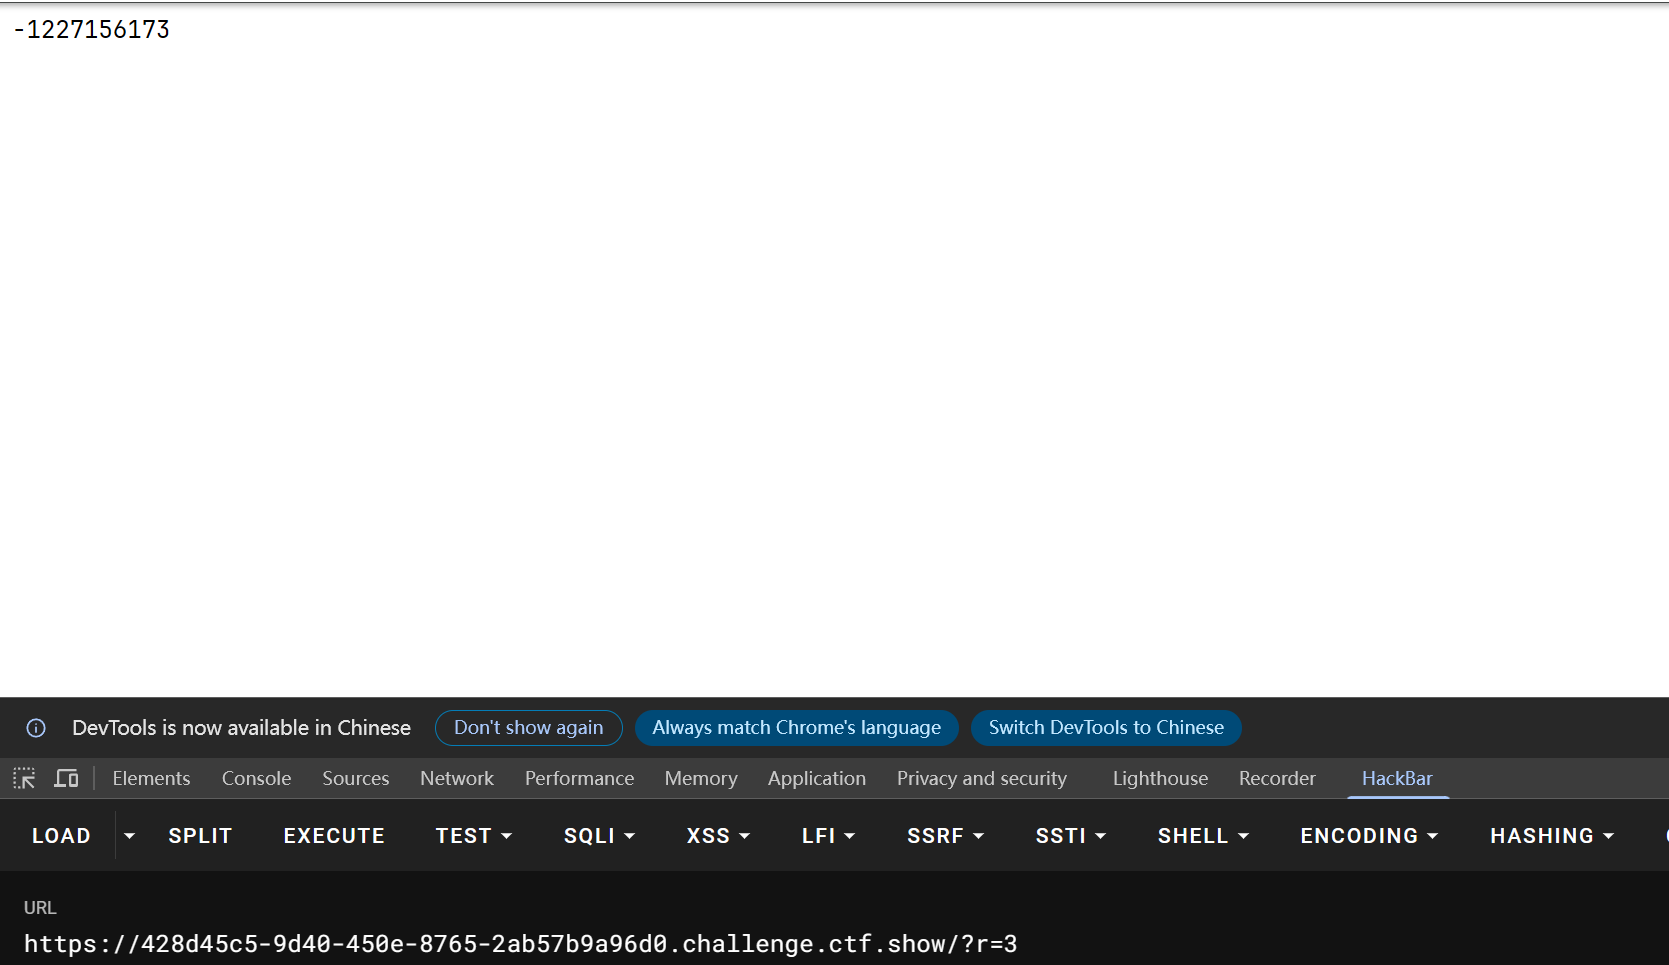 -1227156173
DevTools is now available in Chinese Don't show again Always match Chrome's language Switch DevTools to Chinese
Elements Console Sources Network Performance Memory Application Privacy and security Lighthouse Recorder HackBar
LOAD SPLIT EXECUTE TEST SQLI XSS LFI SSRF SSTI SHELL ENCODING HASHING
URL
https://428d45c5-9d40-450e-8765-2ab57b9a96d0.challenge.ctf.show/?r=3